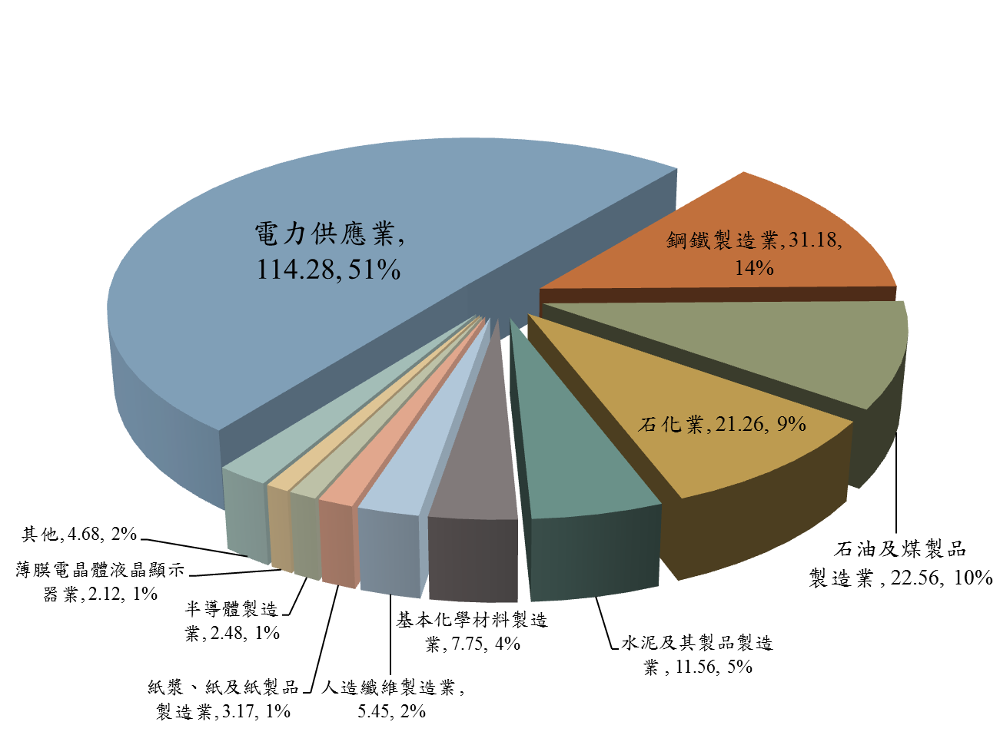 電力供應業,
114.28, 51%
鋼鐵製造業, 31.18,
14%
石油及煤製品
製造業 , 22.56, 10%
石化業, 21.26, 9%
水泥及其製品製造
業 , 11.56, 5%
基本化學材料製造
業, 7.75, 4%
人造纖維製造業,
5.45, 2%
紙漿、紙及紙製品
製造業, 3.17, 1%
半導體製造
業, 2.48, 1%
薄膜電晶體液晶顯示
器業, 2.12, 1%
其他, 4.68, 2%